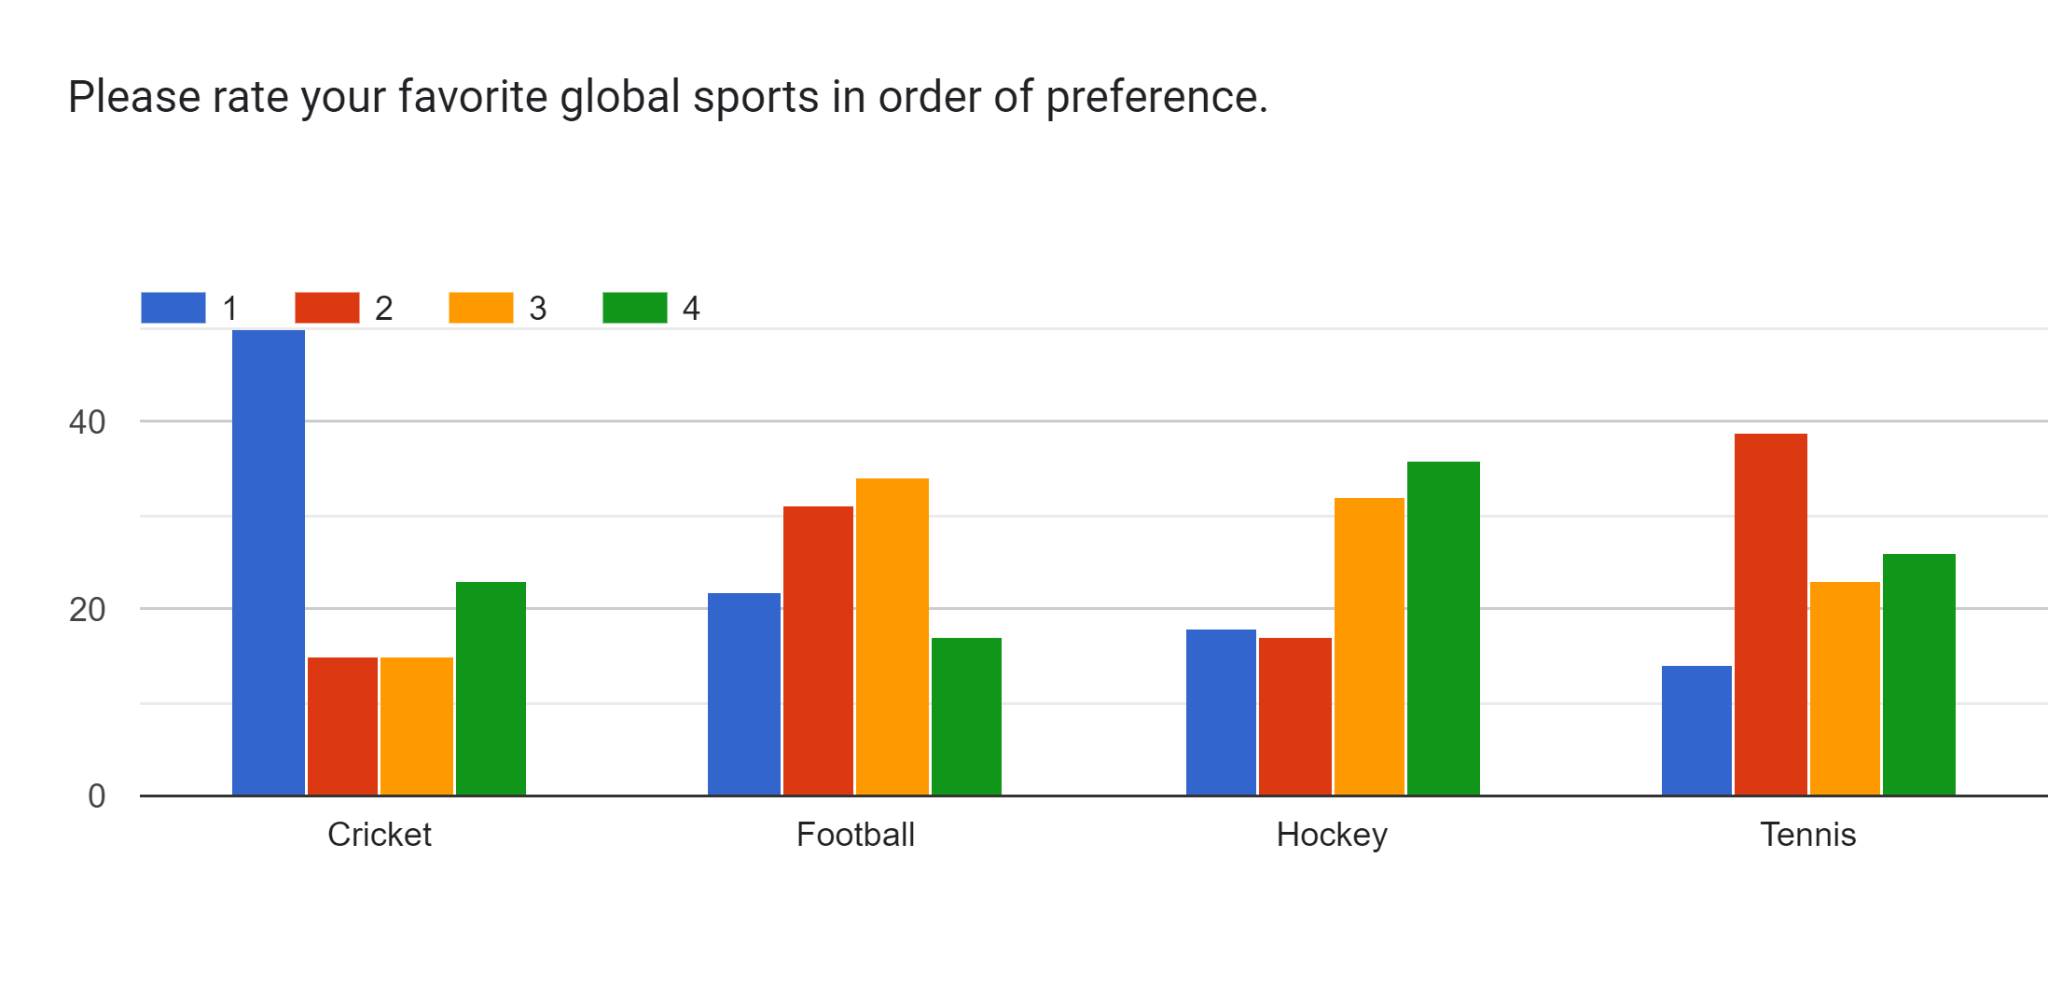 Please rate your favorite global sports in order of preference.
1 2 3 4
40
20
0
Cricket Football Hockey Tennis